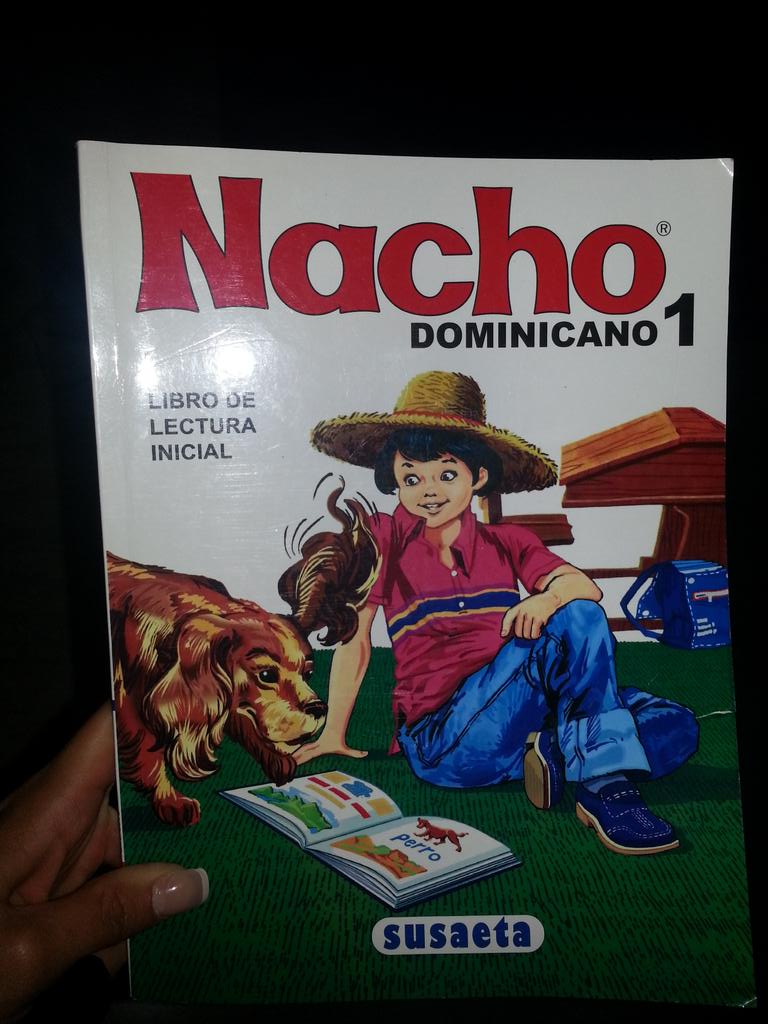 Nacho®
DOMINICANO 1
LIBRO DE
LECTURA
INICIAL
perro
susaeta